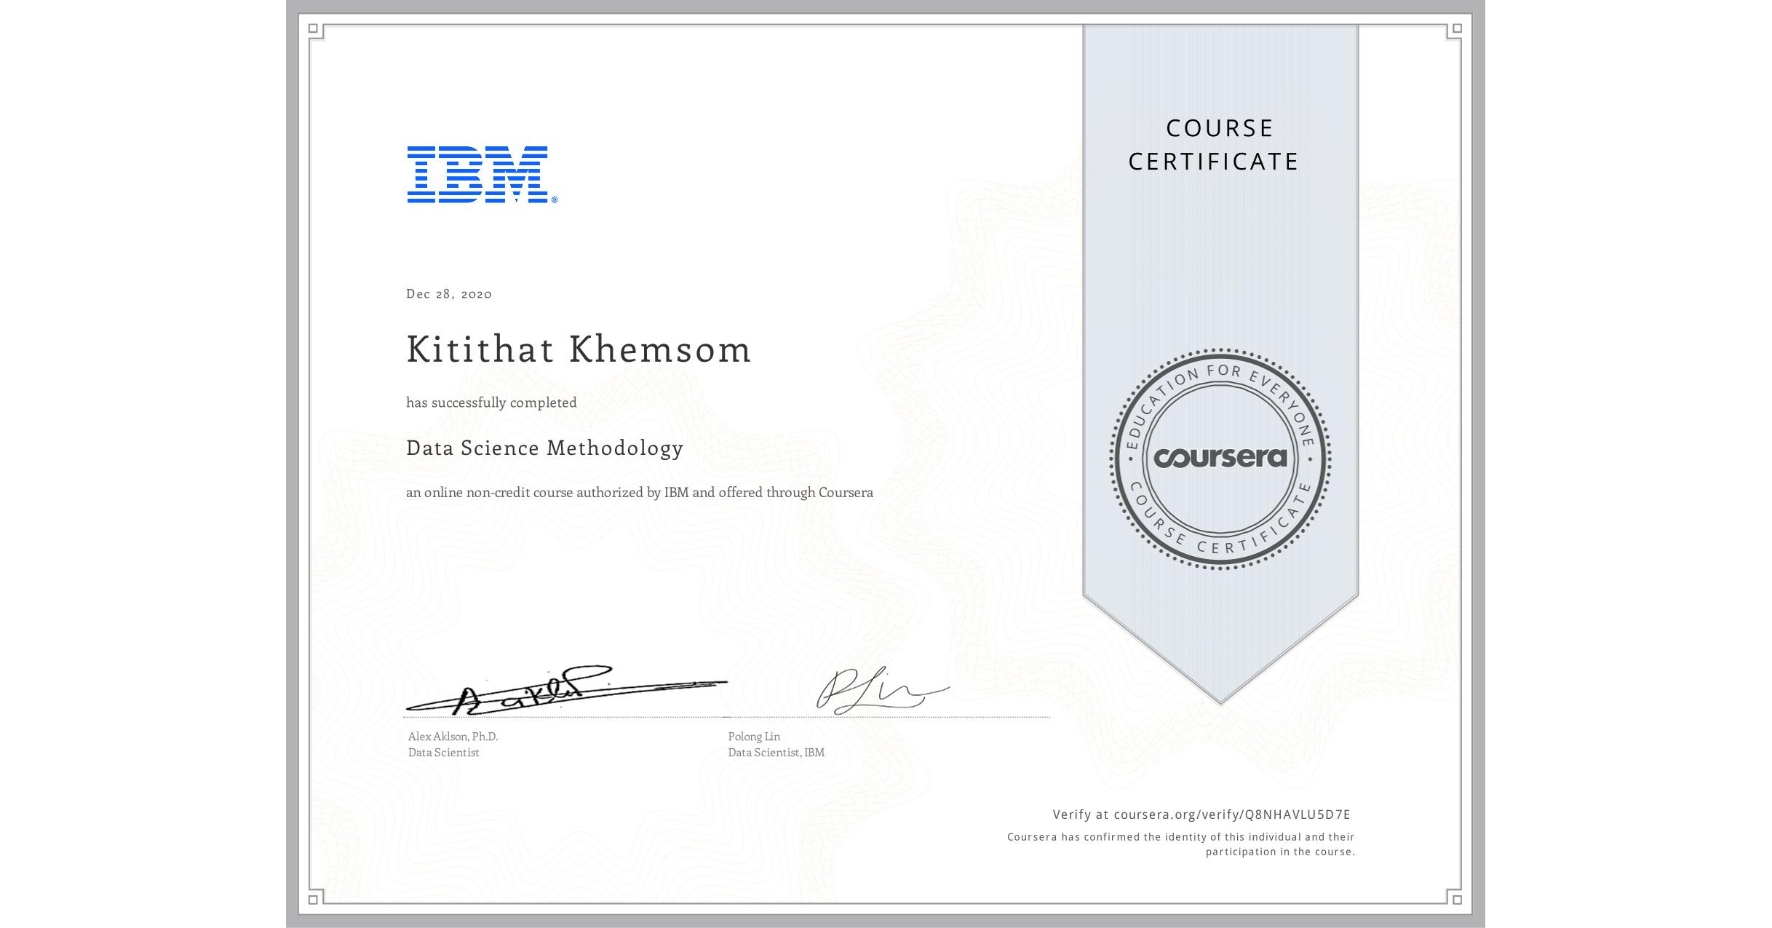 IBM®
COURSE
CERTIFICATE
Dec 28, 2020
Kitithat Khemsom
has successfully completed
Data Science Methodology
an online non-credit course authorized by IBM and offered through Coursera
EDUCATION FOR EVERYONE
coursera
COURSE CERTIFICATE
Alex Aklson, Ph.D.
Data Scientist
Polong Lin
Data Scientist, IBM
Verify at coursera.org/verify/Q8NHAVLU5D7E
Coursera has confirmed the identity of this individual and their
participation in the course.